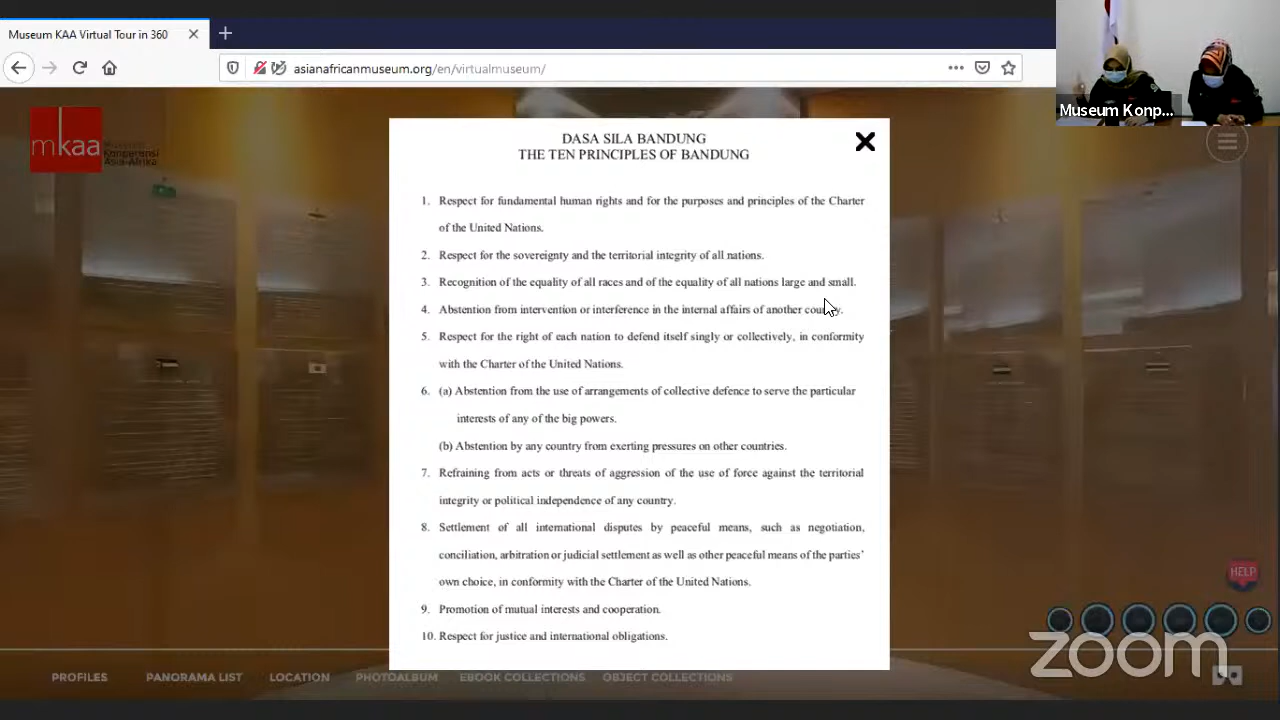 Museum KAA Virtual Tour in 360
asianafricanmuseum.org/en/virtualmuseum/
Museum Konp...
mkaa
Museum
Konperensi
Asia-Afrika
DASA SILA BANDUNG
THE TEN PRINCIPLES OF BANDUNG
1. Respect for fundamental human rights and for the purposes and principles of the Charter
of the United Nations.
2. Respect for the sovereignty and the territorial integrity of all nations.
3. Recognition of the equality of all races and of the equality of all nations large and small.
4. Abstention from intervention or interference in the internal affairs of another country.
5. Respect for the right of each nation to defend itself singly or collectively, in conformity
with the Charter of the United Nations.
6. (a) Abstention from the use of arrangements of collective defence to serve the particular
interests of any of the big powers.
(b) Abstention by any country from exerting pressures on other countries.
7. Refraining from acts or threats of aggression of the use of force against the territorial
integrity or political independence of any country.
8. Settlement of all international disputes by peaceful means, such as negotiation,
conciliation, arbitration or judicial settlement as well as other peaceful means of the parties'
own choice, in conformity with the Charter of the United Nations.
9. Promotion of mutual interests and cooperation.
10. Respect for justice and international obligations.
HELP
zoom
PROFILES PANORAMA LIST LOCATION PHOTOALBUM EBOOK COLLECTIONS OBJECT COLLECTIONS